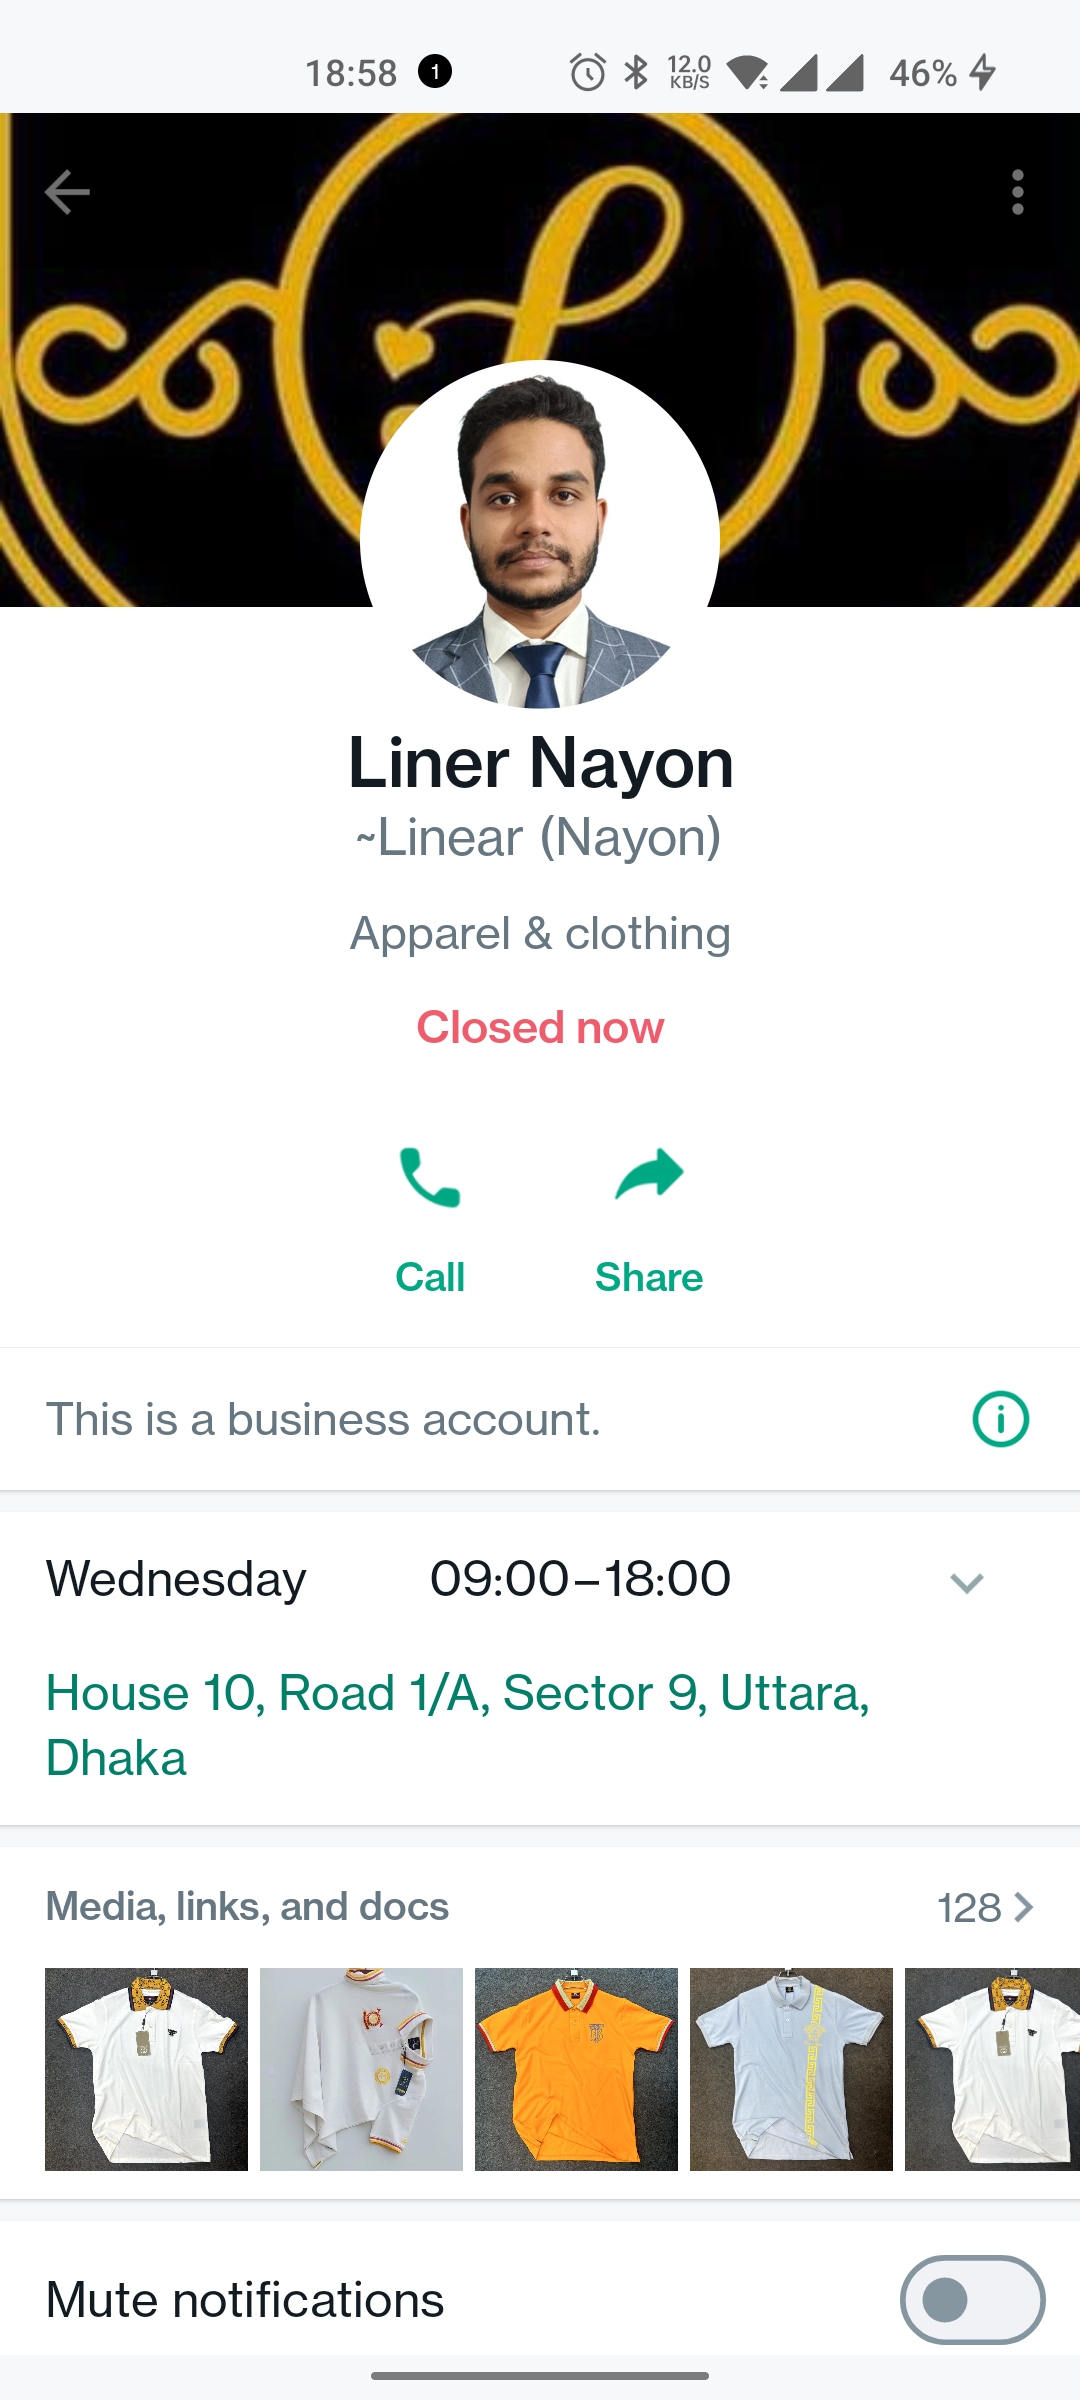 18:58 1 12.0 KB/S 46%
Liner Nayon
~Linear (Nayon)
Apparel & clothing
Closed now
Call Share
This is a business account.
Wednesday 09:00–18:00
House 10, Road 1/A, Sector 9, Uttara,
Dhaka
Media, links, and docs 128
Mute notifications